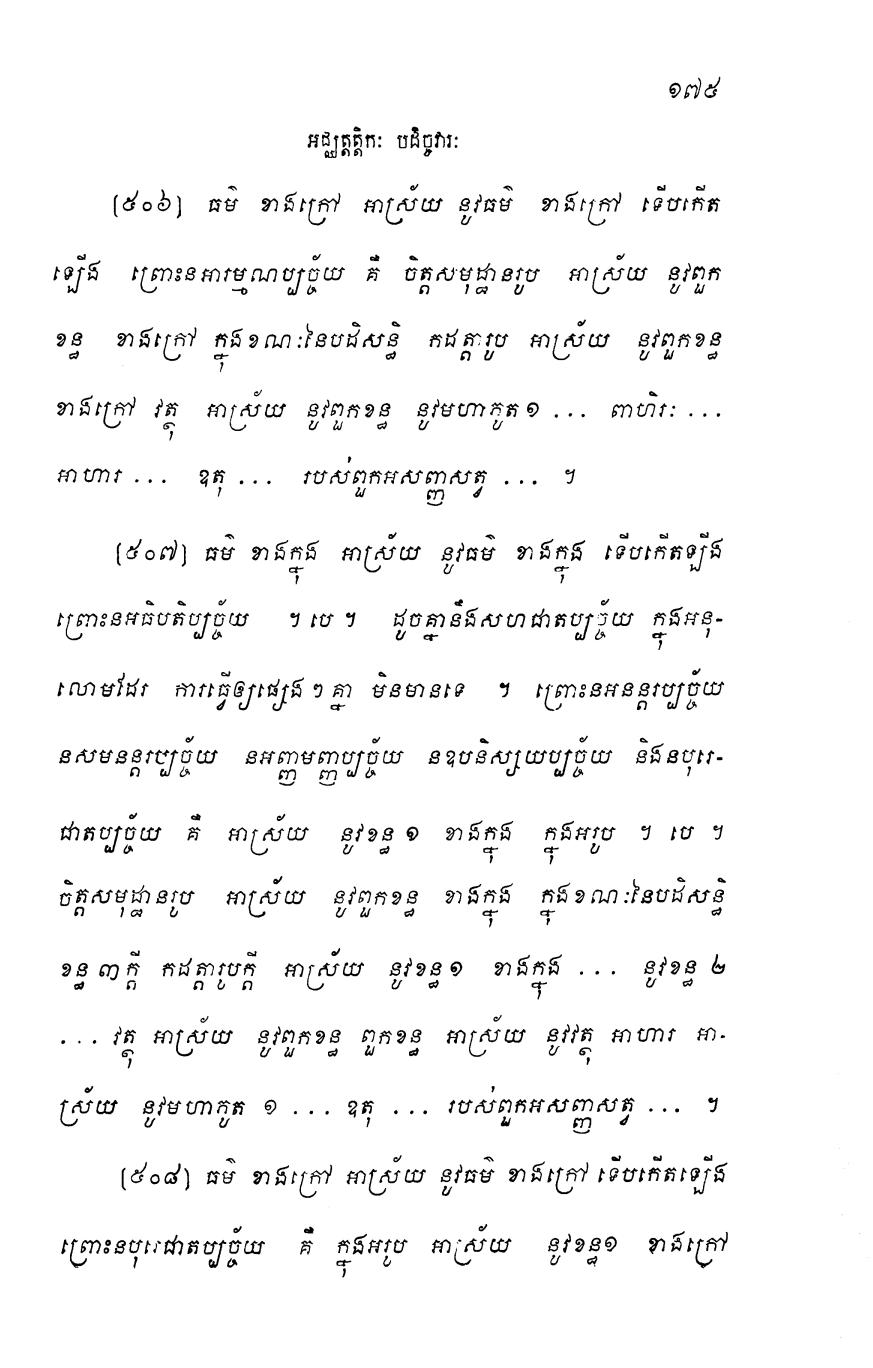 ១៧៥
អជ្ឈត្តត្តិកៈ បដិច្ចវារៈ
[៥០៦] ធម៌ ខាងក្រៅ អាស្រ័យ នូវធម៌ ខាងក្រៅ ទើបកើត
ឡើង ព្រោះនអារម្មណប្បច្ច័យ គឺ ចិត្តសមុដ្ឋានរូប អាស្រ័យ នូវពួក
ខន្ធ ខាងក្រៅ ក្នុងខណៈនៃបដិសន្ធិ កដត្តារូប អាស្រ័យ នូវពួកខន្ធ
ខាងក្រៅ វត្ថុ អាស្រ័យ នូវពួកខន្ធ នូវមហាភូត១ ... ពាហិរៈ ...
អាហារ ... ឧតុ ... របស់ពួកអសញ្ញសត្វ ... ។
[៥០៧] ធម៌ ខាងក្នុង អាស្រ័យ នូវធម៌ ខាងក្នុង ទើបកើតឡើង
ព្រោះនអធិបតិប្បច្ច័យ ។ បេ ។ ដូចគ្នានឹងសហជាតប្បច្ច័យ ក្នុងអនុ-
លោមដែរ ការធ្វើឲ្យផ្សេងៗគ្នា មិនមានទេ ។ ព្រោះនអនន្តរប្បច្ច័យ
នសមនន្តរប្បច្ច័យ នអញ្ញមញ្ញប្បច្ច័យ នឧបនិស្សយប្បច្ច័យ និងនបុរេ-
ជាតប្បច្ច័យ គឺ អាស្រ័យ នូវខន្ធ ១ ខាងក្នុង ក្នុងអរូប ។ បេ ។
ចិត្តសមុដ្ឋានរូប អាស្រ័យ នូវពួកខន្ធ ខាងក្នុង ក្នុងខណៈនៃបដិសន្ធិ
ខន្ធ ៣ក្តី កដត្តារូបក្តី អាស្រ័យ នូវខន្ធ១ ខាងក្នុង ... នូវខន្ធ ២
... វត្ថុ អាស្រ័យ នូវពួកខន្ធ ពួកខន្ធ អាស្រ័យ នូវវត្ថុ អាហារ អា-
ស្រ័យ នូវមហាភូត ១ ... ឧតុ ... របស់ពួកអសញ្ញសត្វ ... ។
[៥០៨] ធម៌ ខាងក្រៅ អាស្រ័យ នូវធម៌ ខាងក្រៅ ទើបកើតឡើង
ព្រោះនបុរេជាតប្បច្ច័យ គឺ ក្នុងអរូប អាស្រ័យ នូវខន្ធ១ ខាងក្រៅ